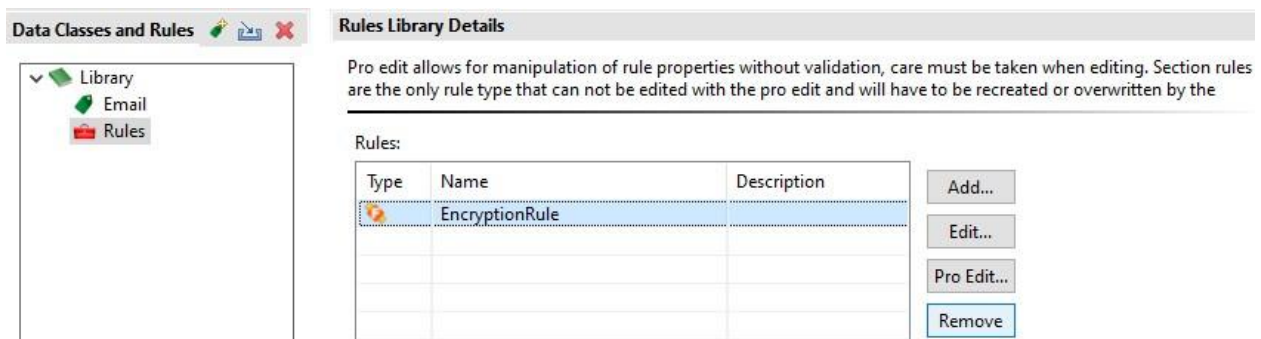 Data Classes and Rules
Library
Email
Rules
Rules Library Details
Pro edit allows for manipulation of rule properties without validation, care must be taken when editing. Section rules
are the only rule type that can not be edited with the pro edit and will have to be recreated or overwritten by the
Rules:
Type Name Description
EncryptionRule
Add...
Edit...
Pro Edit...
Remove